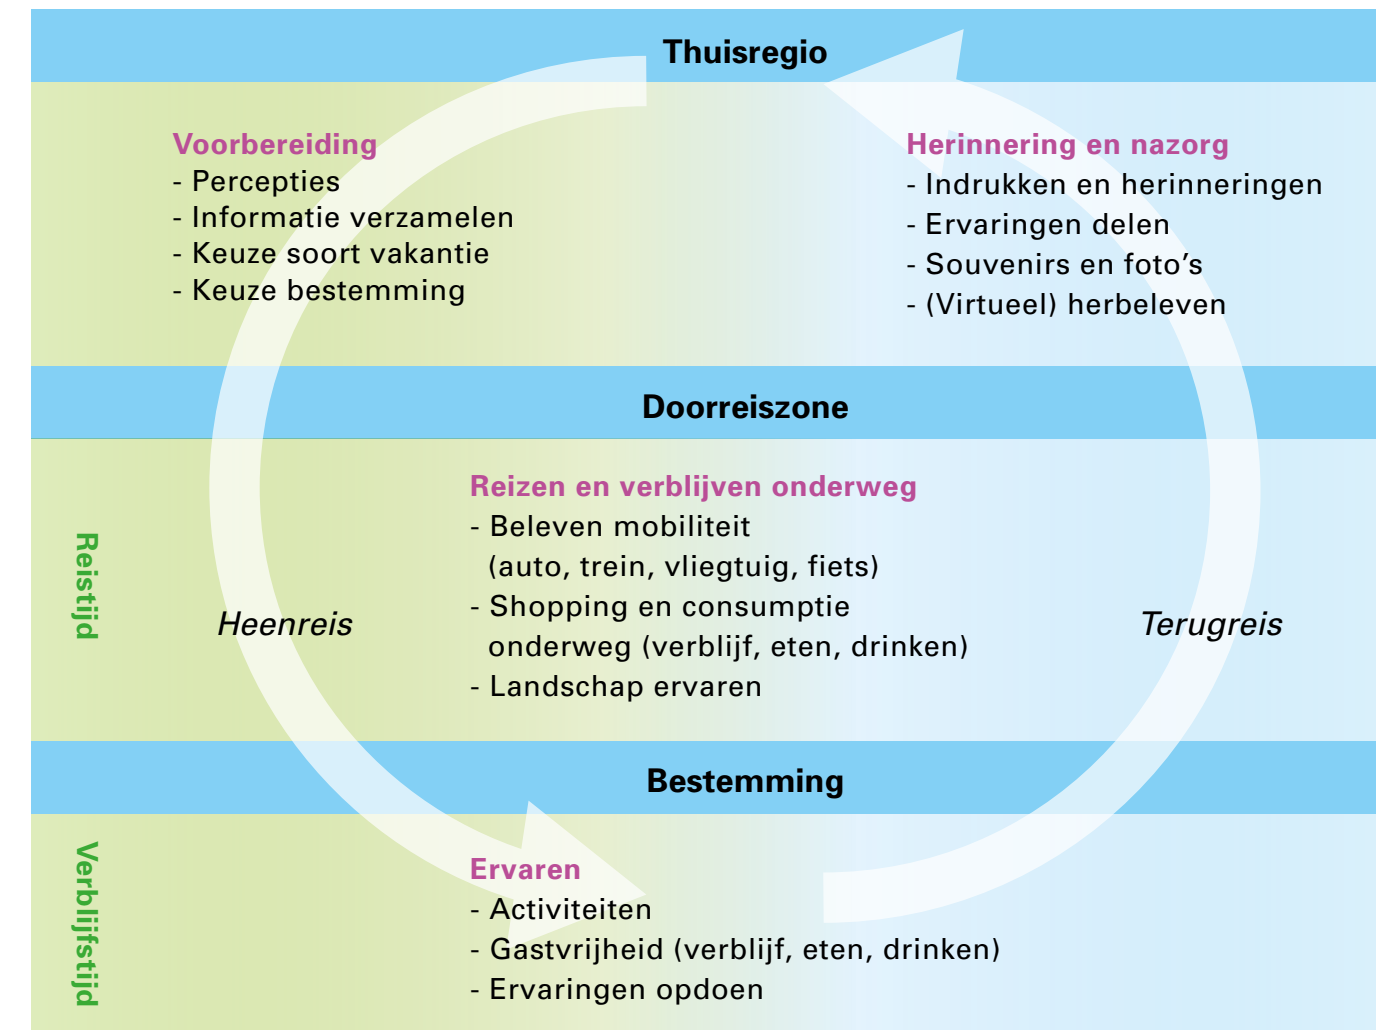 Thuisregio
Voorbereiding
- Percepties
- Informatie verzamelen
- Keuze soort vakantie
- Keuze bestemming
Herinnering en nazorg
- Indrukken en herinneringen
- Ervaringen delen
- Souvenirs en foto’s
- (Virtueel) herbeleven
Doorreiszone
Reistijd
Heenreis
Reizen en verblijven onderweg
- Beleven mobiliteit
(auto, trein, vliegtuig, fiets)
- Shopping en consumptie
onderweg (verblijf, eten, drinken)
- Landschap ervaren
Terugreis
Bestemming
Verblijfstijd
Ervaren
- Activiteiten
- Gastvrijheid (verblijf, eten, drinken)
- Ervaringen opdoen